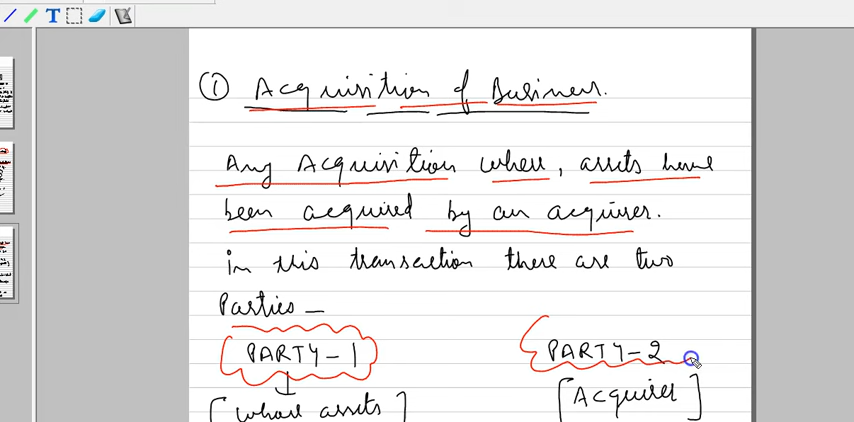 ① Acquisition of Business.
Any Acquisition where, assets have
been acquired by an acquirer.
in this transaction there are two
Parties –
PARTY – 1
PARTY – 2
[whose assets]
[Acquirer]